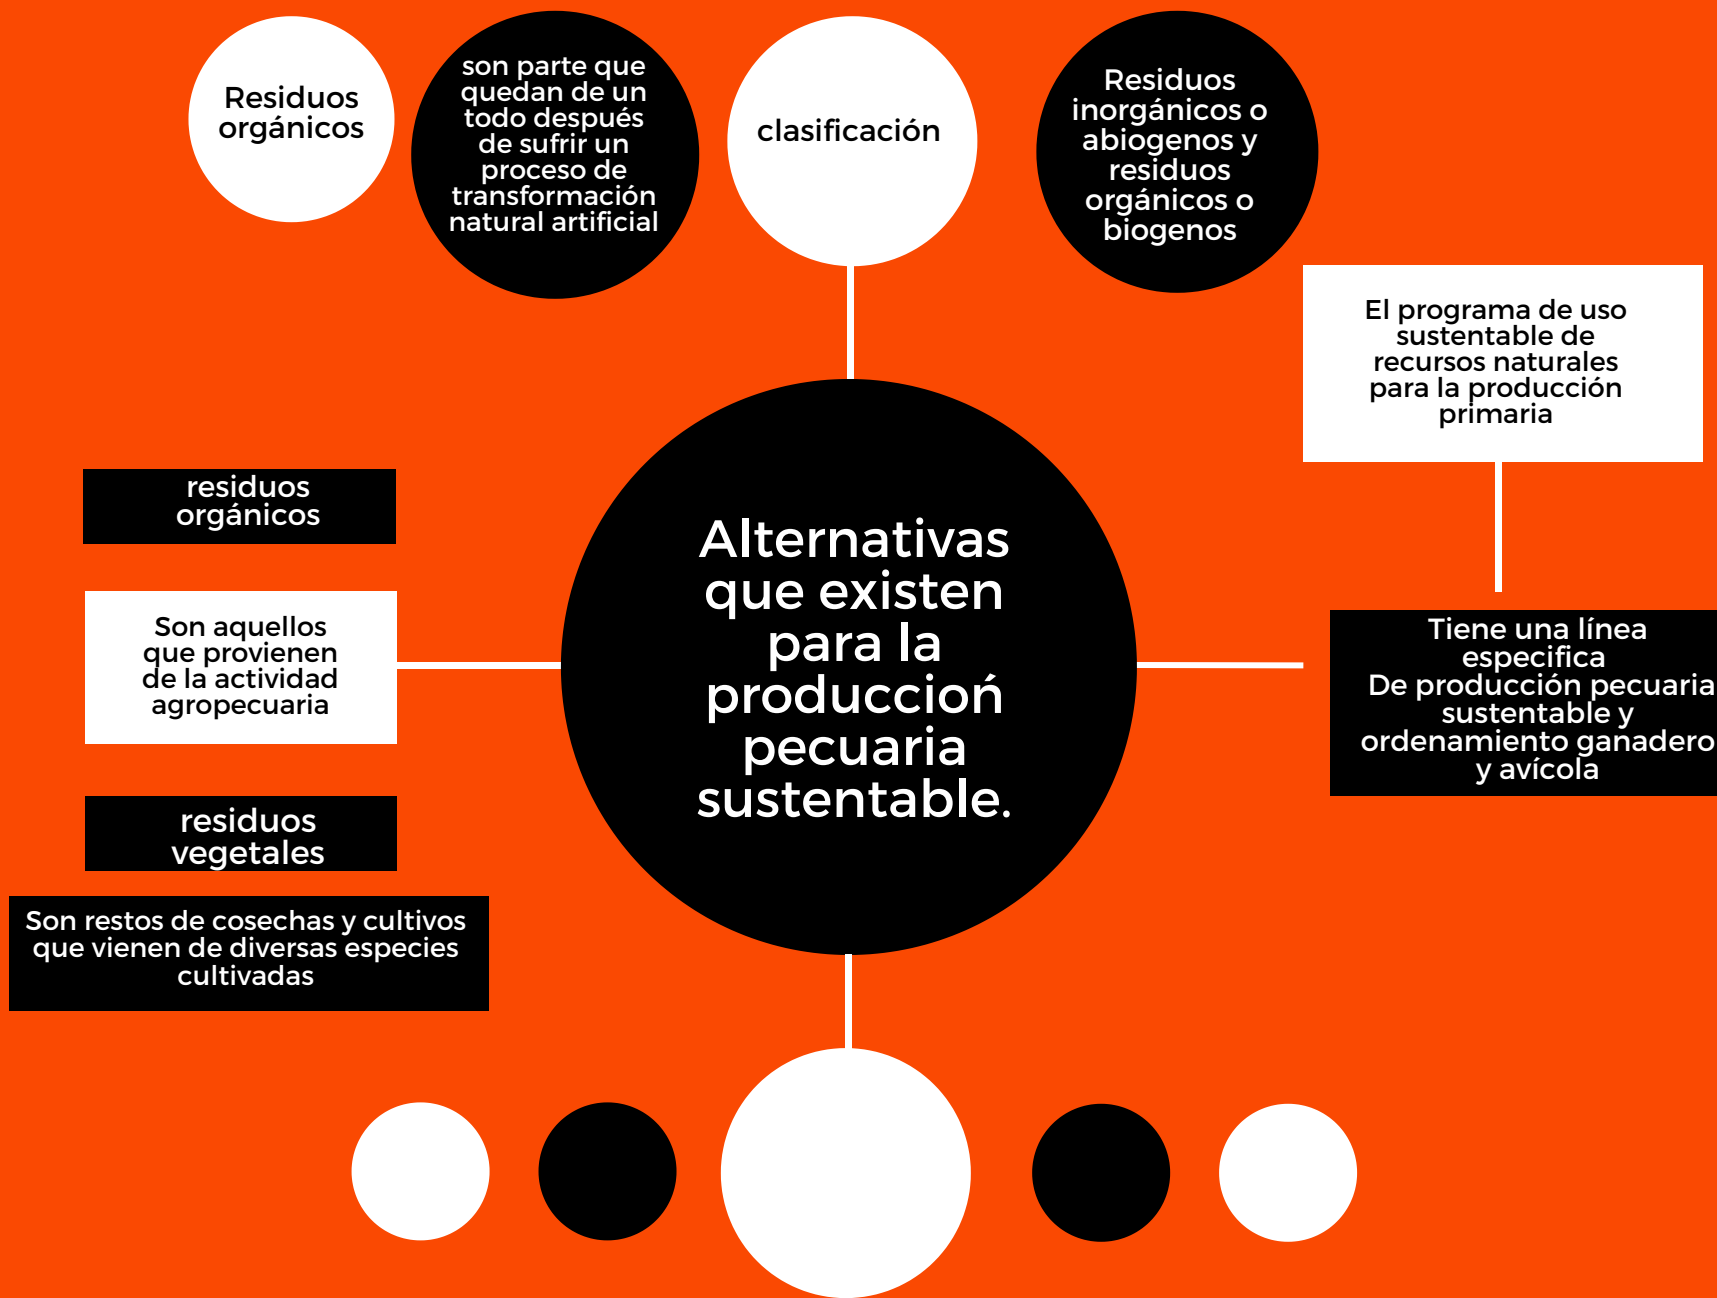 Residuos
orgánicos
son parte que
quedan de un
todo después
de sufrir un
proceso de
transformación
natural artificial
clasificación
Residuos
inorgánicos o
abiogenos y
residuos
orgánicos o
biogenos
El programa de uso
sustentable de
recursos naturales
para la producción
primaria
residuos
orgánicos
Son aquellos
que provienen
de la actividad
agropecuaria
residuos
vegetales
Son restos de cosechas y cultivos
que vienen de diversas especies
cultivadas
Alternativas
que existen
para la
produccioń
pecuaria
sustentable.
Tiene una línea
especifica
De producción pecuaria
sustentable y
ordenamiento ganadero
y avícola